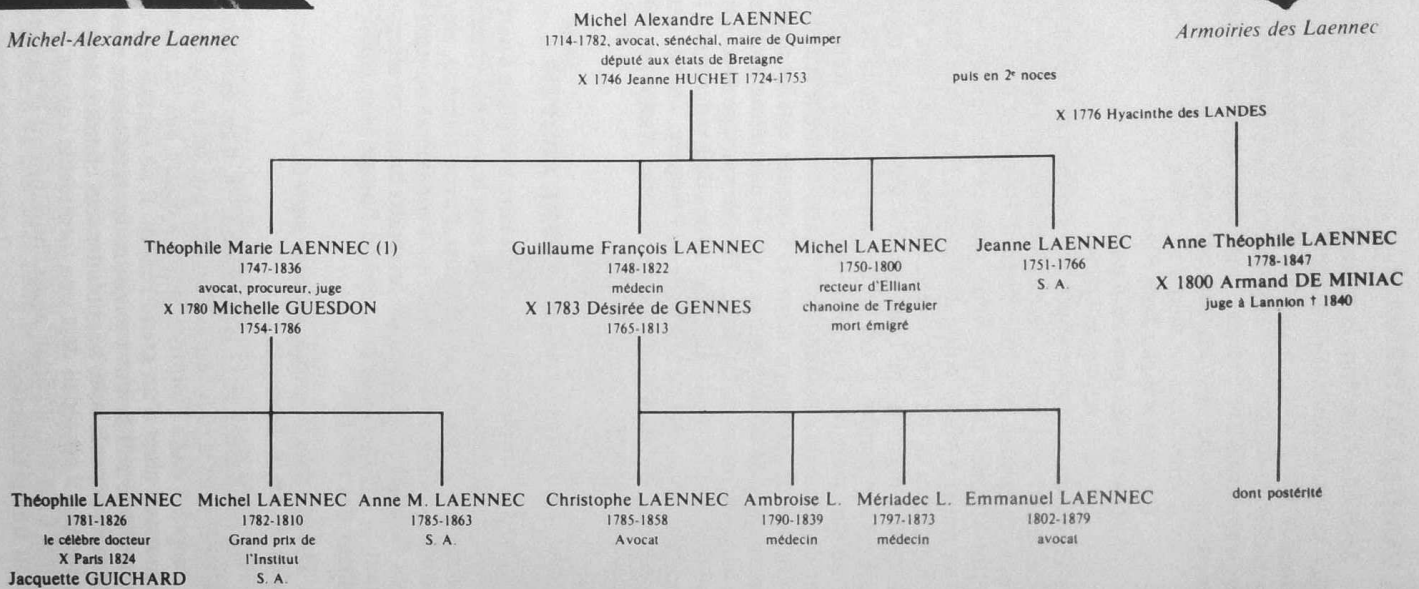 Michel-Alexandre Laennec
Armoiries des Laennec
Michel Alexandre LAENNEC
1714-1782, avocat, sénéchal, maire de Quimper
député aux états de Bretagne
X 1746 Jeanne HUCHET 1724-1753
puis en 2e noces
X 1776 Hyacinthe des LANDES
Théophile Marie LAENNEC (1)
1747-1836
avocat, procureur, juge
X 1780 Michelle GUESDON
1754-1786
Guillaume François LAENNEC
1748-1822
médecin
X 1783 Désirée de GENNES
1765-1813
Michel LAENNEC
1750-1800
recteur d'Elliant
chanoine de Tréguier
mort émigré
Jeanne LAENNEC
1751-1766
S. A.
Anne Théophile LAENNEC
1778-1847
X 1800 Armand DE MINIAC
juge à Lannion † 1840
Théophile LAENNEC
1781-1826
le célèbre docteur
X Paris 1824
Jacquette GUICHARD
Michel LAENNEC
1782-1810
Grand prix de
l'Institut
S. A.
Anne M. LAENNEC
1785-1863
S. A.
Christophe LAENNEC
1785-1858
Avocat
Ambroise L.
1790-1839
médecin
Mériadec L.
1797-1873
médecin
Emmanuel LAENNEC
1802-1879
avocat
dont postérité